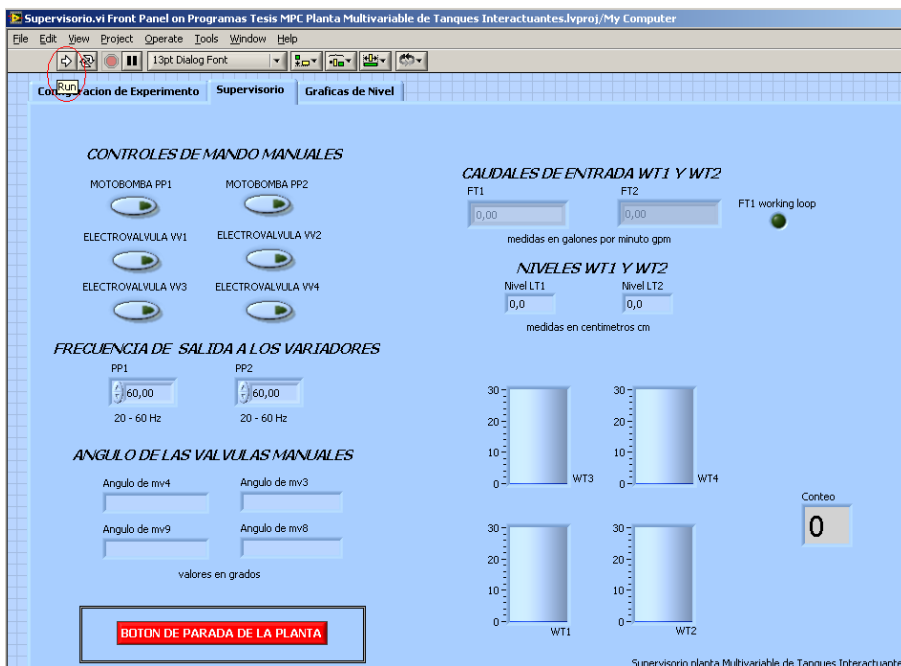 Supervisorio.vi Front Panel on Programas Tesis MPC Planta Multivariable de Tanques Interactuantes.lvproj/My Computer
File Edit View Project Operate Tools Window Help
13pt Dialog Font
Run
Supervisorio
Graficas de Nivel
CONTROLES DE MANDO MANUALES
MOTOBOMBA PP1 MOTOBOMBA PP2
ELECTROVALVULA VV1 ELECTROVALVULA VV2
ELECTROVALVULA VV3 ELECTROVALVULA VV4
FRECUENCIA DE SALIDA A LOS VARIADORES
PP1 PP2
60,00 60,00
20 - 60 Hz 20 - 60 Hz
ANGULO DE LAS VALVULAS MANUALES
Angulo de mv4 Angulo de mv3
Angulo de mv9 Angulo de mv8
valores en grados
BOTON DE PARADA DE LA PLANTA
CAUDALES DE ENTRADA WT1 Y WT2
FT1 FT2
FT1 working loop
0,00 0,00
medidas en galones por minuto gpm
NIVELES WT1 Y WT2
Nivel LT1 Nivel LT2
0,0 0,0
medidas en centimetros cm
30 30
20 20
10 10
0 WT3 0 WT4
Conteo
0
30 30
20 20
10 10
0 0
WT1 WT2
Supervisorio planta Multivariable de Tanques Interactuante